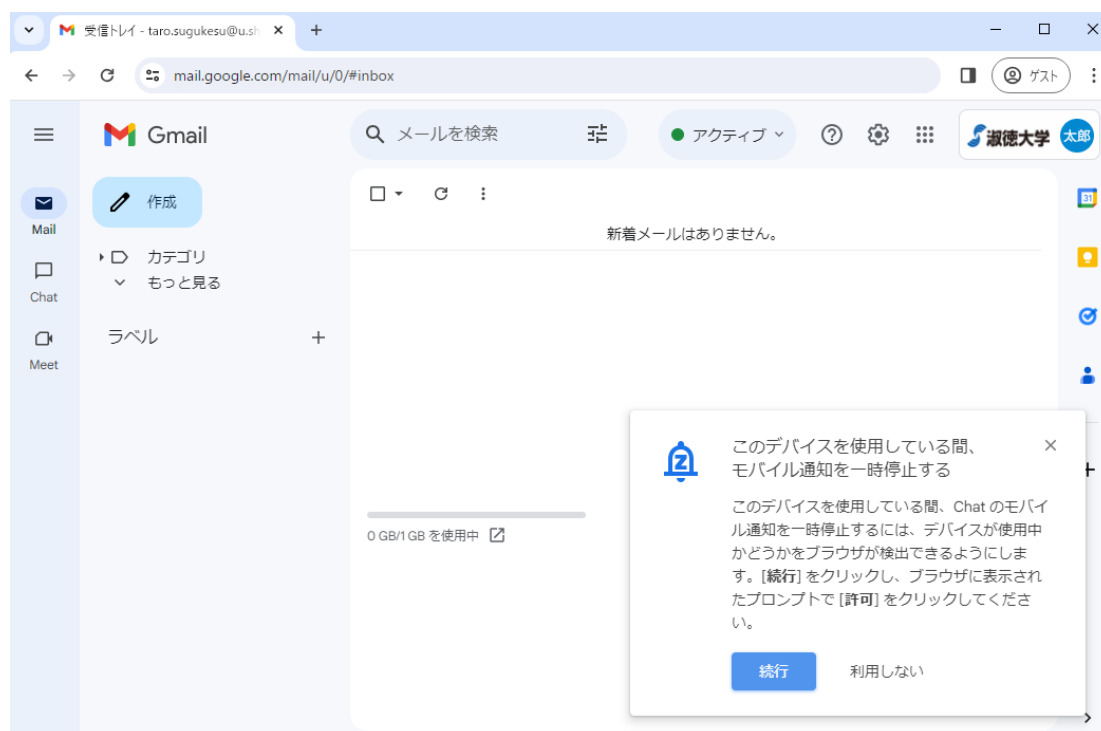 受信トレイ - taro.sugukesu@u.sh
mail.google.com/mail/u/0/#inbox
ゲスト
Gmail
メールを検索
アクティブ
淑徳大学
太郎
Mail
作成
新着メールはありません。
カテゴリ
もっと見る
Chat
ラベル
Meet
31
0 GB/1 GB を使用中
このデバイスを使用している間、
モバイル通知を一時停止する
このデバイスを使用している間、Chat のモバイ
ル通知を一時停止するには、デバイスが使用中
かどうかをブラウザが検出できるようにしま
す。[続行] をクリックし、ブラウザに表示され
たプロンプトで [許可] をクリックしてくださ
い。
続行
利用しない